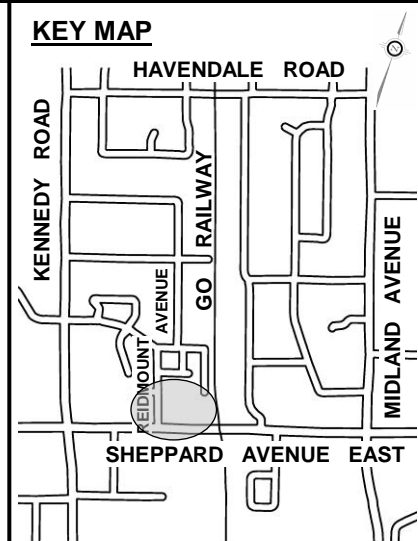 KEY MAP
HAVENDALE ROAD
KENNEDY ROAD
GO RAILWAY
REIDMOUNT AVENUE
MIDLAND AVENUE
SHEPPARD AVENUE EAST